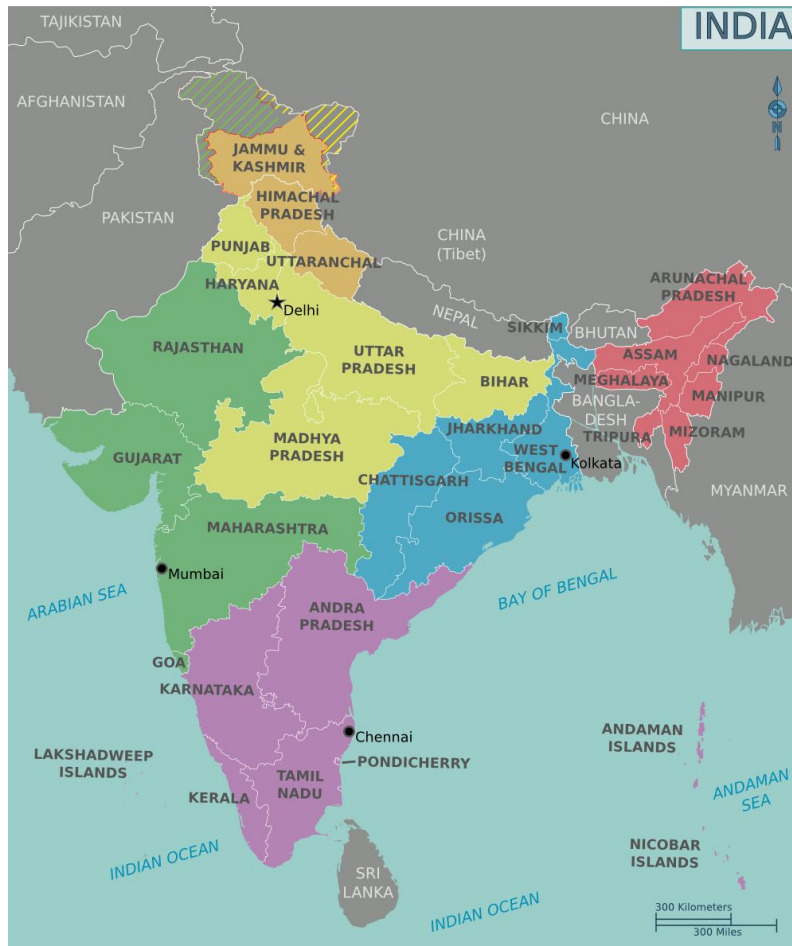 TAJIKISTAN
INDIA
AFGHANISTAN
N
CHINA
JAMMU &
KASHMIR
HIMACHAL
PRADESH
PAKISTAN
PUNJAB
UTTARANCHAL
CHINA
(Tibet)
HARYANA
Delhi
ARUNACHAL
PRADESH
NEPAL
SIKKIM
BHUTAN
RAJASTHAN
UTTAR
PRADESH
ASSAM
NAGALAND
BIHAR
MEGHALAYA
MANIPUR
BANGLA-
DESH
MADHYA
PRADESH
JHARKHAND
TRIPURA
MIZORAM
GUJARAT
WEST
BENGAL
Kolkata
CHATTISGARH
MYANMAR
ORISSA
MAHARASHTRA
Mumbai
ARABIAN SEA
BAY OF BENGAL
ANDRA
PRADESH
GOA
KARNATAKA
Chennai
ANDAMAN
ISLANDS
LAKSHADWEEP
ISLANDS
PONDICHERRY
TAMIL
NADU
KERALA
ANDAMAN
SEA
INDIAN OCEAN
NICOBAR
ISLANDS
SRI
LANKA
INDIAN OCEAN
300 Kilometers
300 Miles